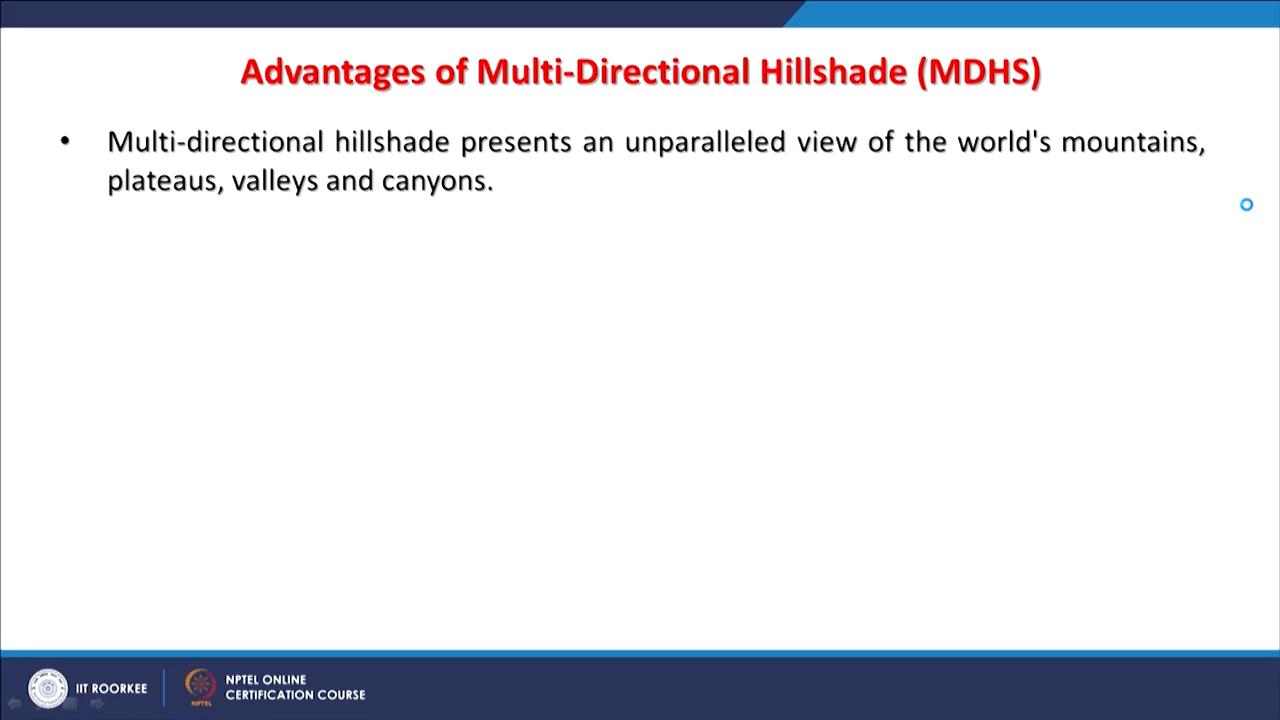 Advantages of Multi-Directional Hillshade (MDHS)
• Multi-directional hillshade presents an unparalleled view of the world's mountains,
plateaus, valleys and canyons.
IIT ROORKEE
NPTEL
NPTEL ONLINE
CERTIFICATION COURSE